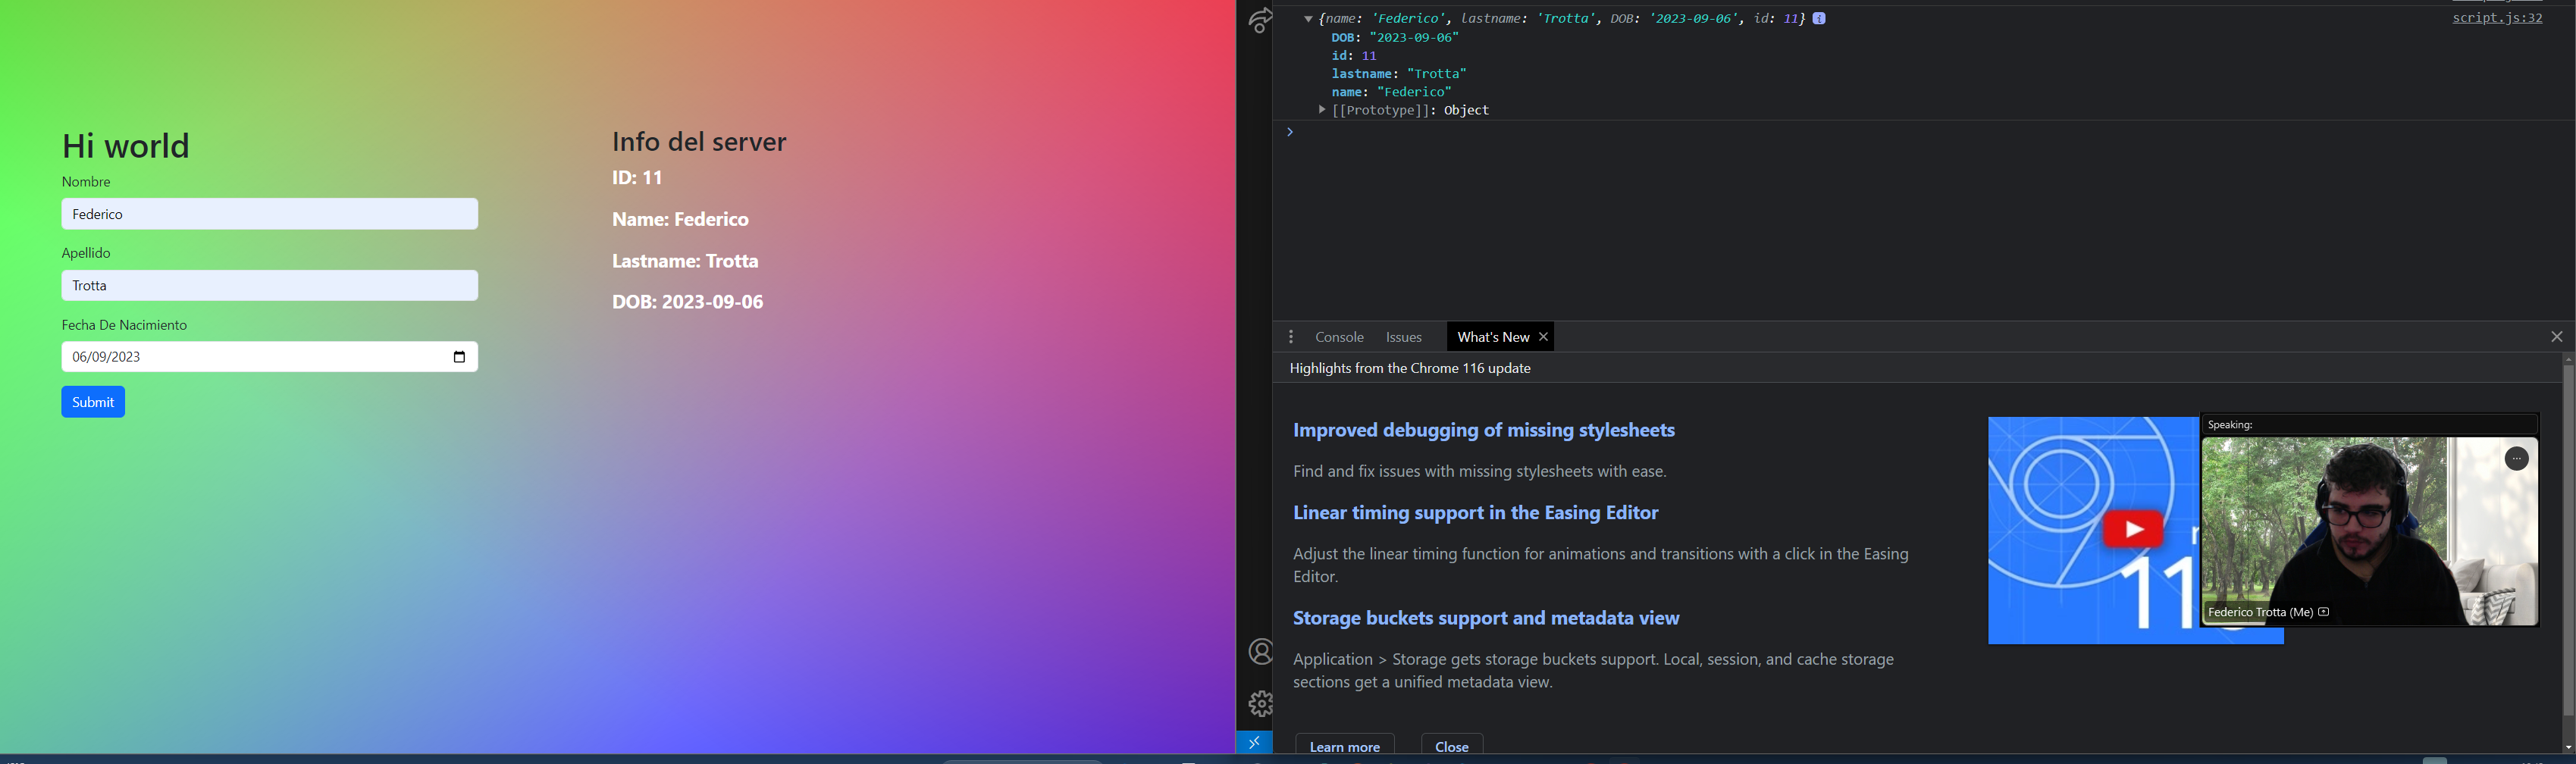 Hi world
Nombre
Federico
Apellido
Trotta
Fecha De Nacimiento
06/09/2023
Submit
Info del server
ID: 11
Name: Federico
Lastname: Trotta
DOB: 2023-09-06
{name: 'Federico', lastname: 'Trotta', DOB: '2023-09-06', id: 11}
script.js:32
DOB: "2023-09-06"
id: 11
lastname: "Trotta"
name: "Federico"
[[Prototype]]: Object
Console Issues What's New
Highlights from the Chrome 116 update
Improved debugging of missing stylesheets
Find and fix issues with missing stylesheets with ease.
Linear timing support in the Easing Editor
Adjust the linear timing function for animations and transitions with a click in the Easing
Editor.
Storage buckets support and metadata view
Application > Storage gets storage buckets support. Local, session, and cache storage
sections get a unified metadata view.
Learn more
Close
11
Speaking:
Federico Trotta (Me)